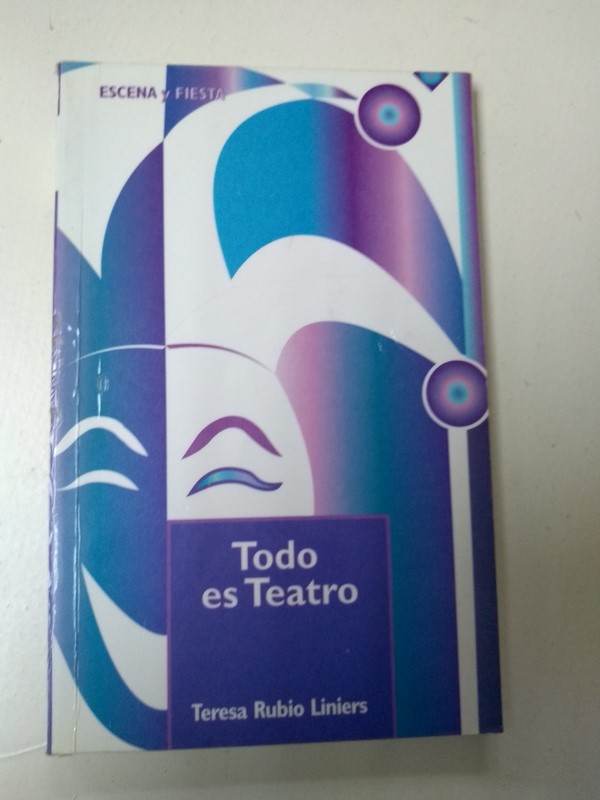 ESCENA y FIESTA
Todo
es Teatro
Teresa Rubio Liniers